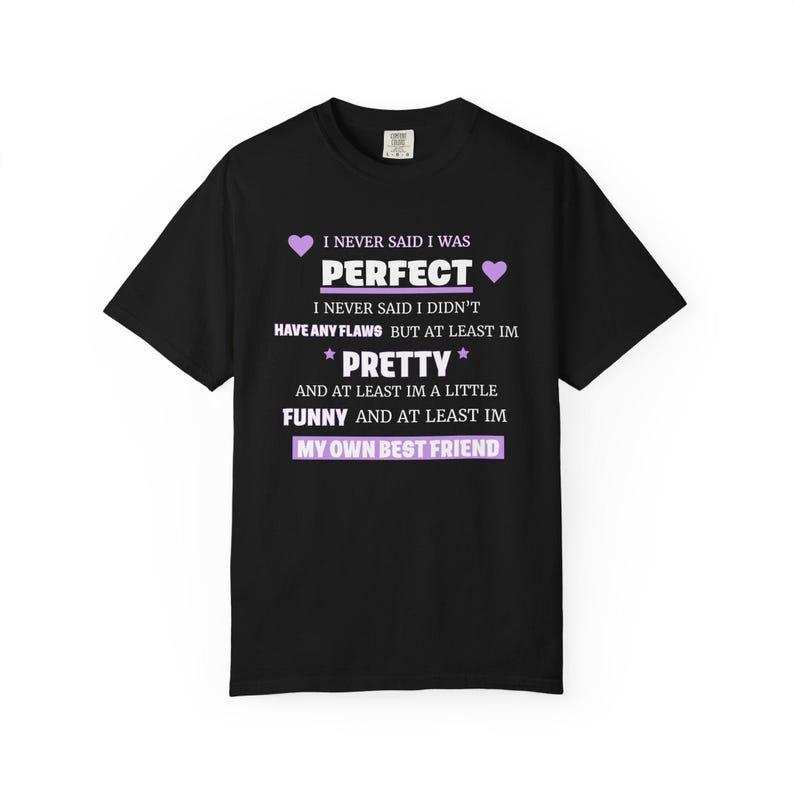 COMFORT
COLORS
I NEVER SAID I WAS
PERFECT
I NEVER SAID I DIDN'T
HAVE ANY FLAWS BUT AT LEAST IM
PRETTY
AND AT LEAST IM A LITTLE
FUNNY AND AT LEAST IM
MY OWN BEST FRIEND